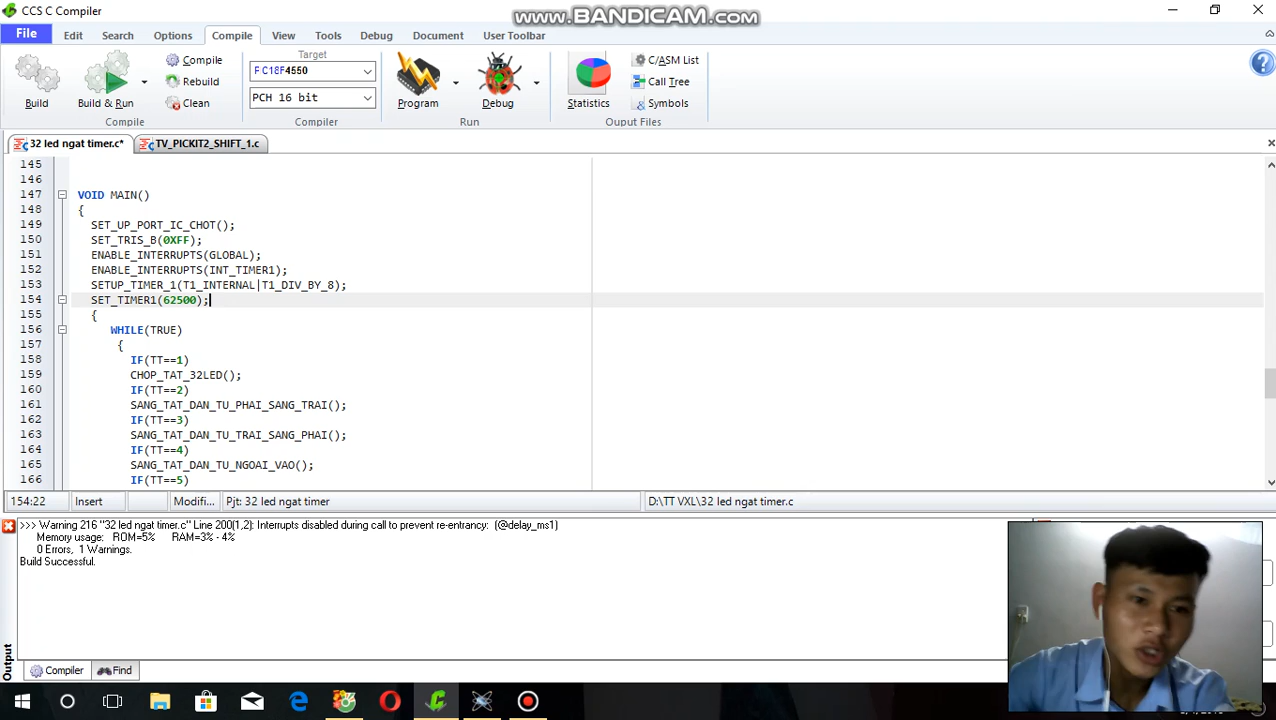 CCS C Compiler
www.BANDICAM.com
File Edit Search Options Compile View Tools Debug Document User Toolbar
Target
Compile
Rebuild
Clean
F C18F4550
PCH 16 bit
Build
Build & Run
Program
Debug
Statistics
C/ASM List
Call Tree
Symbols
Compile
Compiler
Run
Ouput Files
32 led ngat timer.c*
TV_PICKIT2_SHIFT_1.c
145
146
147 VOID MAIN()
148 {
149 SET_UP_PORT_IC_CHOT();
150 SET_TRIS_B(0XFF);
151 ENABLE_INTERRUPTS(GLOBAL);
152 ENABLE_INTERRUPTS(INT_TIMER1);
153 SETUP_TIMER_1(T1_INTERNAL|T1_DIV_BY_8);
154 SET_TIMER1(62500);
155 {
156 WHILE(TRUE)
157 {
158 IF(TT==1)
159 CHOP_TAT_32LED();
160 IF(TT==2)
161 SANG_TAT_DAN_TU_PHAI_SANG_TRAI();
162 IF(TT==3)
163 SANG_TAT_DAN_TU_TRAI_SANG_PHAI();
164 IF(TT==4)
165 SANG_TAT_DAN_TU_NGOAI_VAO();
166 IF(TT==5)
154:22 Insert Modifi... Pjt: 32 led ngat timer D:\TT VXL\32 led ngat timer.c
>>> Warning 216 "32 led ngat timer.c" Line 200(1,2): Interrupts disabled during call to prevent re-entrancy: (@delay_ms1)
Memory usage: ROM=5% RAM=3% - 4%
0 Errors, 1 Warnings.
Build Successful.
Output
Compiler
Find